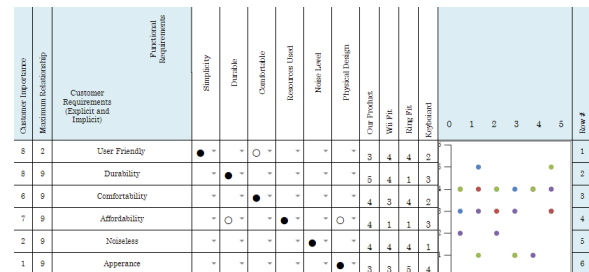 Customer Importance
Maximum Relationship
Functional
Requirements
Customer
Requirements
(Explicit and
Implicit)
Simplicity
Durable
Comfortable
Resources Used
Noise Level
Physical Design
Our Product
Wii Fit
Ring Fit
Keyboard
0 1 2 3 4 5
Row #
8 2 User Friendly 3 4 4 2 1
8 9 Durability 5 4 1 3 2
6 9 Comfortability 4 3 4 2 3
7 9 Affordability 4 1 1 3 4
2 9 Noiseless 4 4 4 1 5
1 9 Apperance 3 3 5 4 6